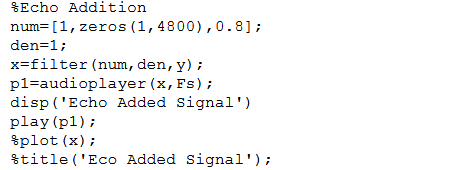 %Echo Addition
num=[1,zeros(1,4800),0.8];
den=1;
x=filter(num,den,y);
p1=audioplayer(x,Fs);
disp('Echo Added Signal')
play(p1);
%plot(x);
%title('Eco Added Signal');